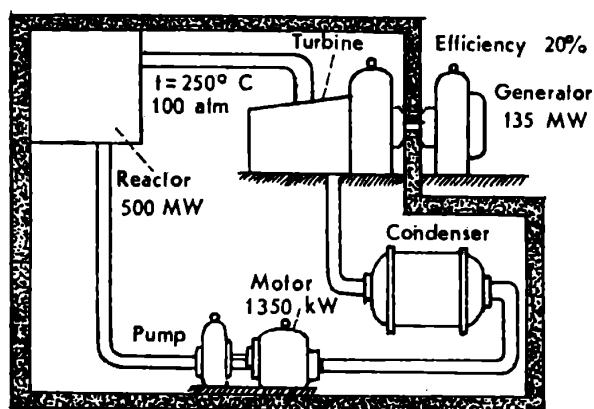 Turbine
Efficiency 20%
t=250° C
100 atm
Generator
135 MW
Reactor
500 MW
Condenser
Motor
1350 kW
Pump